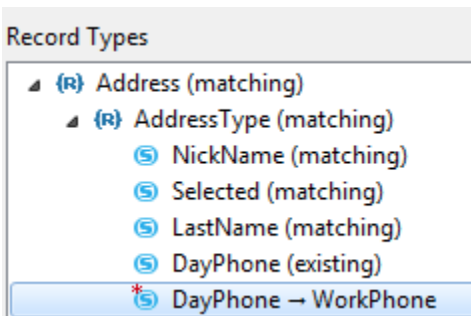 Record Types
{R} Address (matching)
{R} AddressType (matching)
S NickName (matching)
S Selected (matching)
S LastName (matching)
S DayPhone (existing)
*S DayPhone → WorkPhone